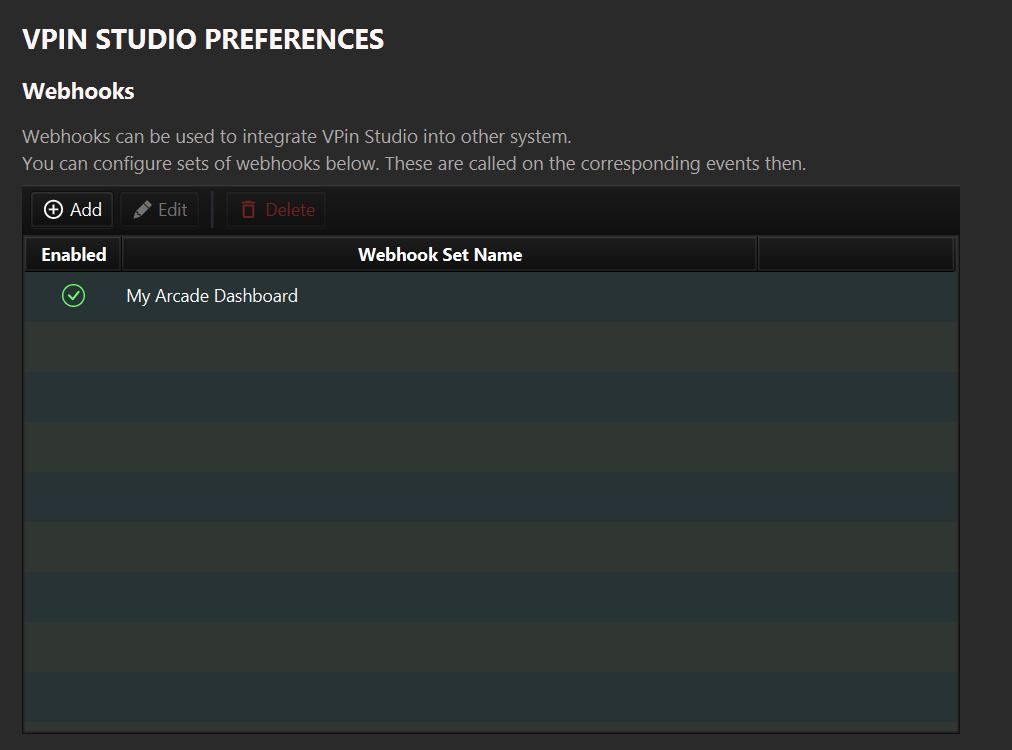 VPIN STUDIO PREFERENCES
Webhooks
Webhooks can be used to integrate VPin Studio into other system.
You can configure sets of webhooks below. These are called on the corresponding events then.
Add Edit Delete
Enabled Webhook Set Name
My Arcade Dashboard